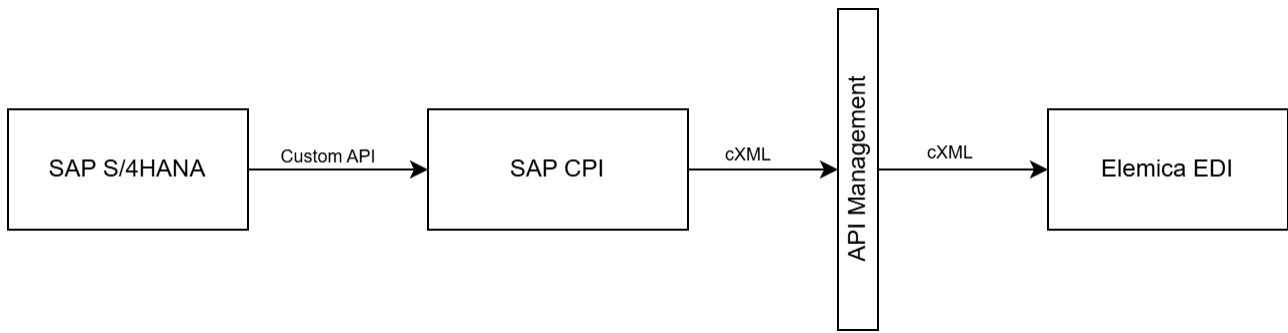 SAP S/4HANA
Custom API
SAP CPI
cXML
API Management
cXML
Elemica EDI